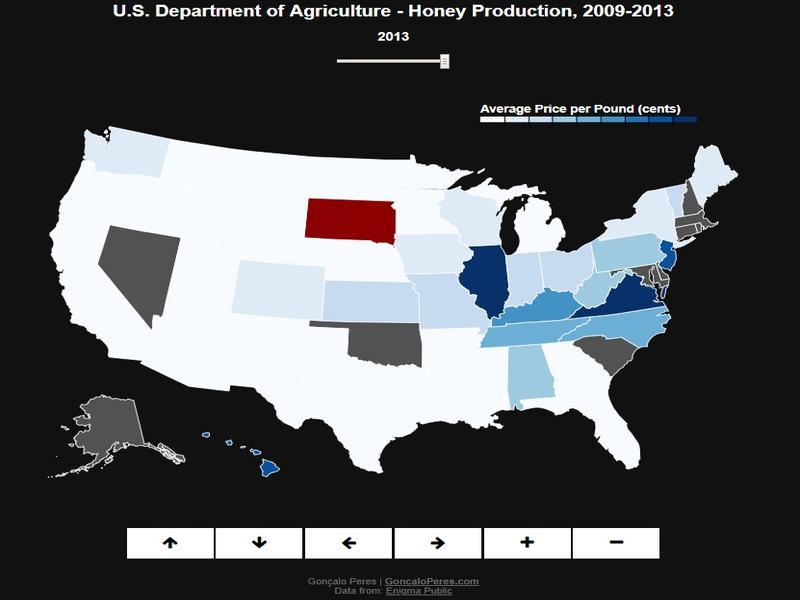 U.S. Department of Agriculture - Honey Production, 2009-2013
2013
Average Price per Pound (cents)
Gonçalo Peres | GoncaloPeres.com
Data from: Enigma Public